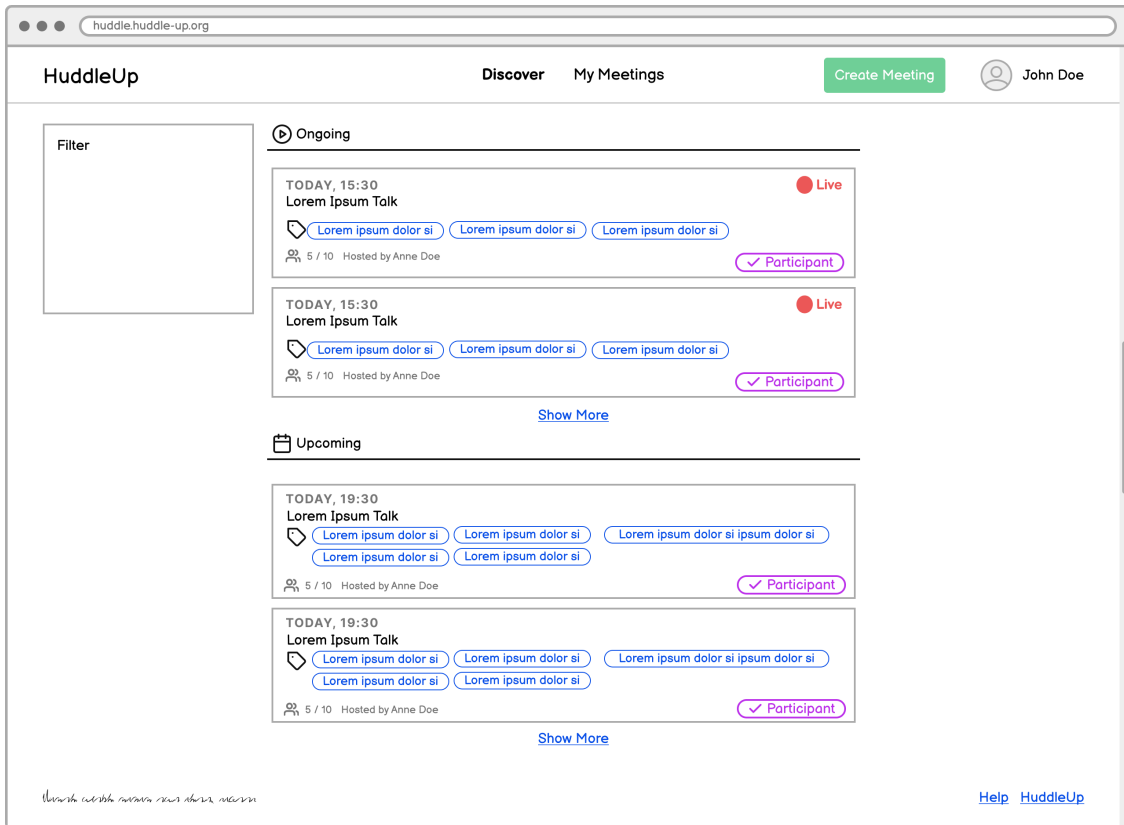 huddle.huddle-up.org
HuddleUp Discover My Meetings Create Meeting John Doe
Filter
Ongoing
TODAY, 15:30 Live
Lorem Ipsum Talk
Lorem ipsum dolor si Lorem ipsum dolor si Lorem ipsum dolor si
5 / 10 Hosted by Anne Doe
Participant
TODAY, 15:30 Live
Lorem Ipsum Talk
Lorem ipsum dolor si Lorem ipsum dolor si Lorem ipsum dolor si
5 / 10 Hosted by Anne Doe
Participant
Show More
Upcoming
TODAY, 19:30
Lorem Ipsum Talk
Lorem ipsum dolor si Lorem ipsum dolor si Lorem ipsum dolor si ipsum dolor si
Lorem ipsum dolor si Lorem ipsum dolor si
5 / 10 Hosted by Anne Doe Participant
TODAY, 19:30
Lorem Ipsum Talk
Lorem ipsum dolor si Lorem ipsum dolor si Lorem ipsum dolor si ipsum dolor si
Lorem ipsum dolor si Lorem ipsum dolor si
5 / 10 Hosted by Anne Doe Participant
Show More
Help HuddleUp